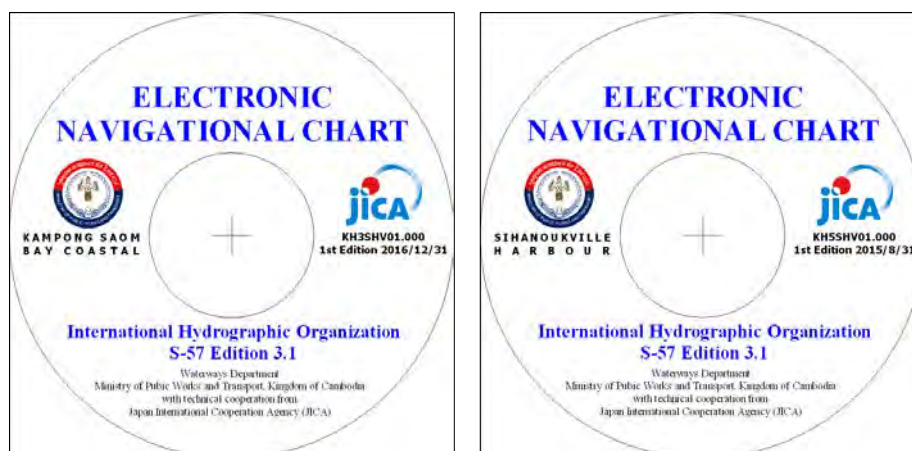 ELECTRONIC
NAVIGATIONAL CHART
KAMPONG SAOM
BAY COASTAL
JICA
KH3SHV01.000
1st Edition 2016/12/31
International Hydrographic Organization
S-57 Edition 3.1
Waterways Department
Ministry of Pubic Works and Transport, Kingdom of Cambodia
with technical cooperation from
Japan International Cooperation Agency (JICA)
ELECTRONIC
NAVIGATIONAL CHART
SIHANOUKVILLE
HARBOUR
JICA
KH5SHV01.000
1st Edition 2015/8/31
International Hydrographic Organization
S-57 Edition 3.1
Waterways Department
Ministry of Pubic Works and Transport, Kingdom of Cambodia
with technical cooperation from
Japan International Cooperation Agency (JICA)